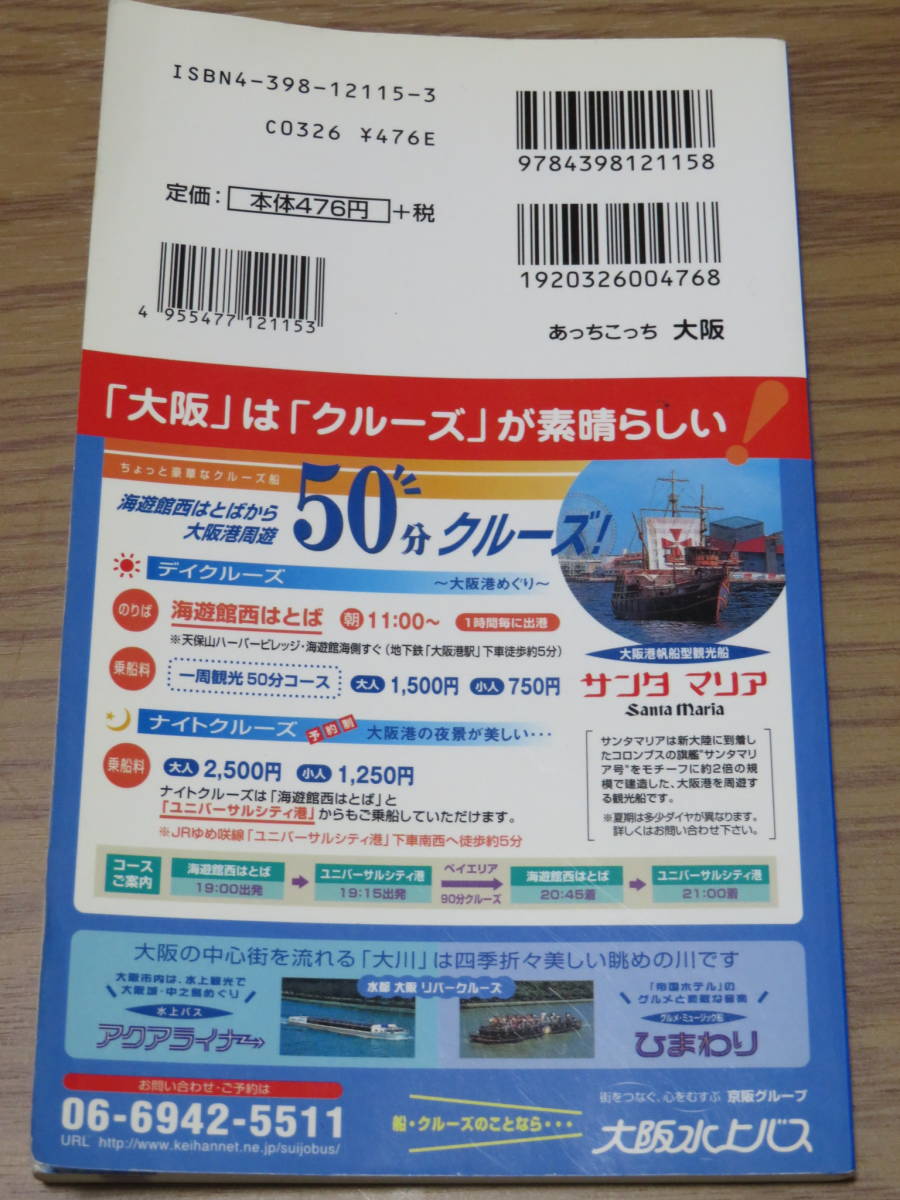 ISBN4-398-12115-3
C0326 ¥476E
9784398121158
定価： 本体476円 +税
1920326004768
4 955477 121153
あっちこっち 大阪
「大阪」は「クルーズ」が素晴らしい!
ちょっと豪華なクルーズ船
海遊館西はとばから
大阪港周遊
50分クルーズ!
デイクルーズ ～大阪港めぐり～
のりば 海遊館西はとば 朝 11:00～ 1時間毎に出港
※天保山ハーバービレッジ・海遊館海側すぐ(地下鉄「大阪港駅」下車徒歩約5分)
乗船料 一周観光 50分コース 大人 1,500円 小人 750円
ナイトクルーズ 予約制 大阪港の夜景が美しい・・・
乗船料 大人 2,500円 小人 1,250円
ナイトクルーズは「海遊館西はとば」と
「ユニバーサルシティ港」からもご乗船していただけます。
※JRゆめ咲線「ユニバーサルシティ港」下車南西へ徒歩約5分
大阪港帆船型観光船
サンタ マリア
Santa Maria
サンタマリアは新大陸に到着し
たコロンブスの旗艦"サンタマリ
ア号"をモチーフに約2倍の規
模で建造した、大阪港を周遊す
る観光船です。
※夏期は多少ダイヤが異なります。
詳しくはお問い合わせ下さい。
コース
ご案内
海遊館西はとば
19:00出発
ユニバーサルシティ港
19:15出発
ベイエリア
90分クルーズ
海遊館西はとば
20:45着
ユニバーサルシティ港
21:00着
大阪の中心街を流れる「大川」は四季折々美しい眺めの川です
大阪市内は、水上観光で
大阪城・中之島めぐり
水上バス
アクアライナー
水都 大阪 リバークルーズ
「帝国ホテル」の
グルメと素敵な音楽
グルメ・ミュージック船
ひまわり
お問い合わせ・ご予約は
06-6942-5511
URL http://www.keihannet.ne.jp/suijobus/
船・クルーズのことなら・・・
街をつなぐ、心をむすぶ 京阪グループ
大阪水上バス